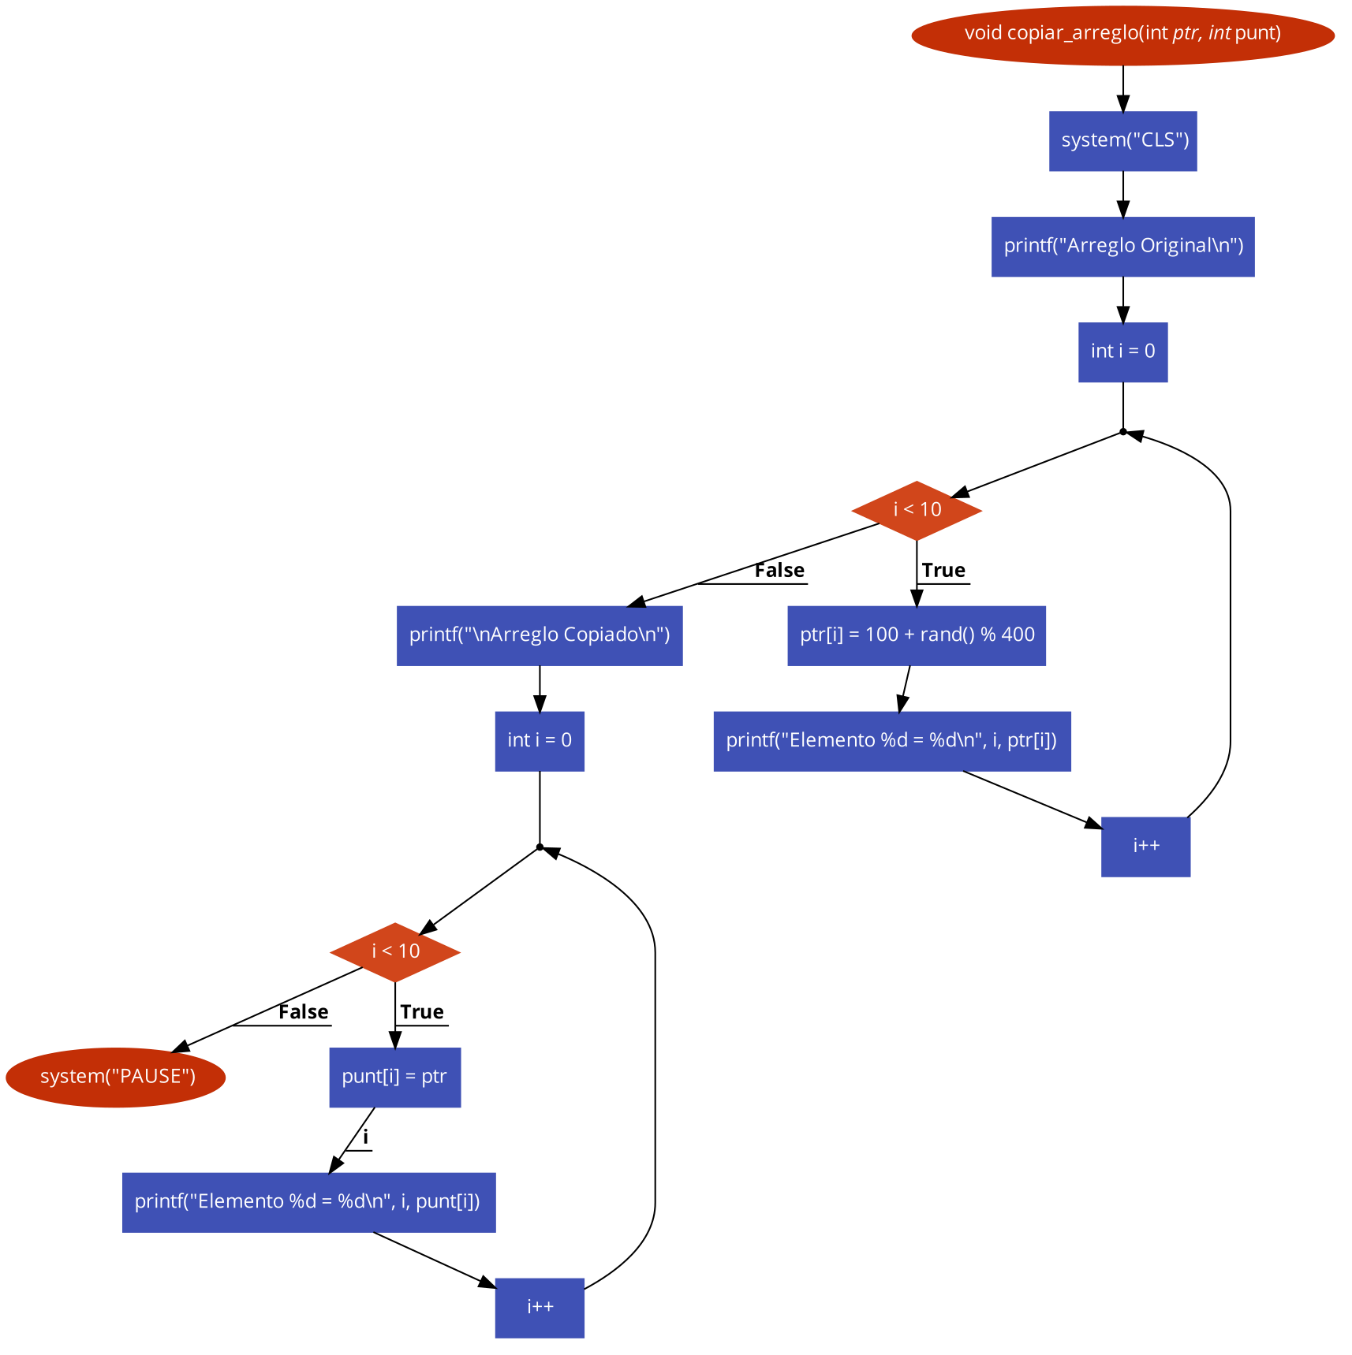 void copiar_arreglo(int ptr, int punt)
system("CLS")
printf("Arreglo Original\n")
int i = 0
i < 10
False
True
printf("\nArreglo Copiado\n")
ptr[i] = 100 + rand() % 400
int i = 0
printf("Elemento %d = %d\n", i, ptr[i])
i++
i < 10
False
True
system("PAUSE")
punt[i] = ptr
i
printf("Elemento %d = %d\n", i, punt[i])
i++